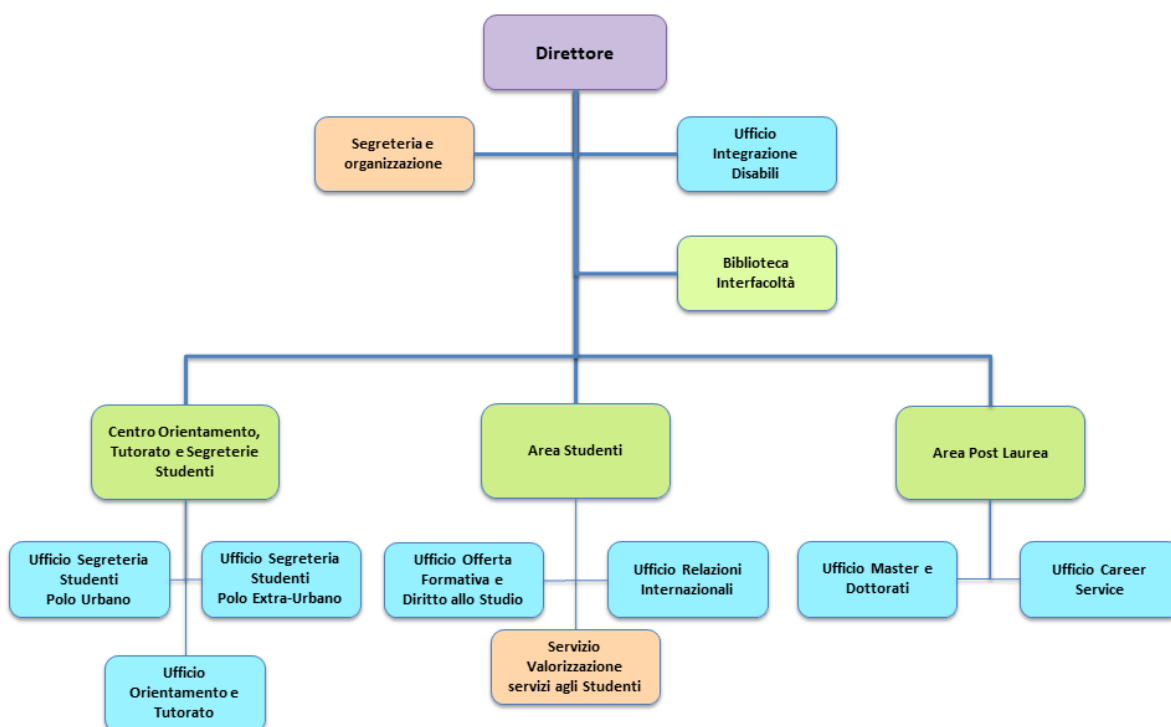 Direttore
Segreteria e
organizzazione
Ufficio
Integrazione
Disabili
Biblioteca
Interfacoltà
Centro Orientamento,
Tutorato e Segreterie
Studenti
Area Studenti
Area Post Laurea
Ufficio Segreteria
Studenti
Polo Urbano
Ufficio Segreteria
Studenti
Polo Extra-Urbano
Ufficio Offerta
Formativa e
Diritto allo Studio
Ufficio Relazioni
Internazionali
Ufficio Master e
Dottorati
Ufficio Career
Service
Ufficio
Orientamento e
Tutorato
Servizio
Valorizzazione
servizi agli Studenti